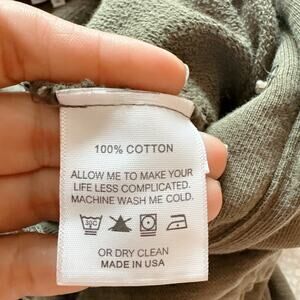 100% COTTON
ALLOW ME TO MAKE YOUR
LIFE LESS COMPLICATED.
MACHINE WASH ME COLD.
30C
OR DRY CLEAN
MADE IN USA